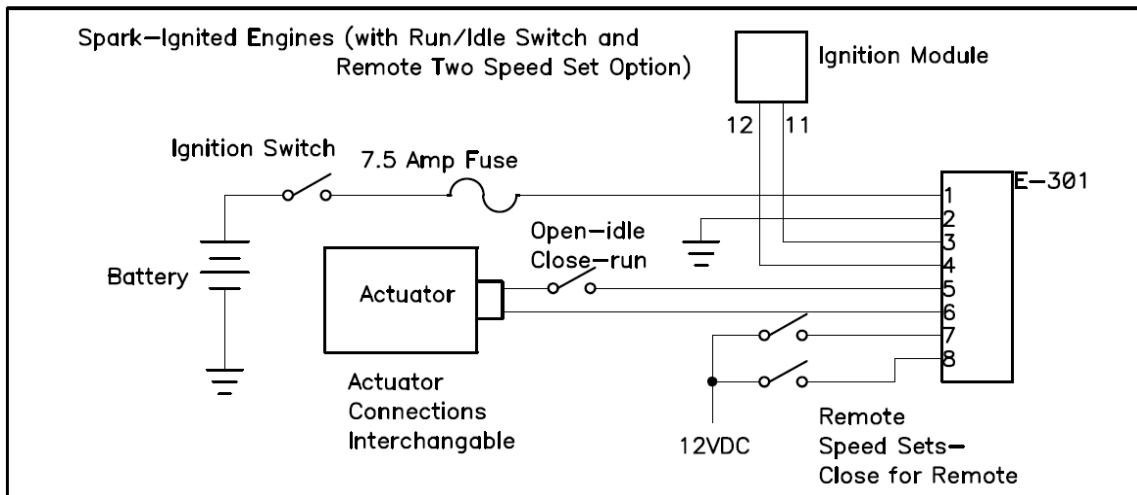 Spark-Ignited Engines (with Run/Idle Switch and
Remote Two Speed Set Option)
Ignition Module
12 11
Ignition Switch
7.5 Amp Fuse
E-301
1
2
3
4
5
6
7
8
Open-idle
Close-run
Battery
Actuator
Actuator
Connections
Interchangable
12VDC
Remote
Speed Sets-
Close for Remote